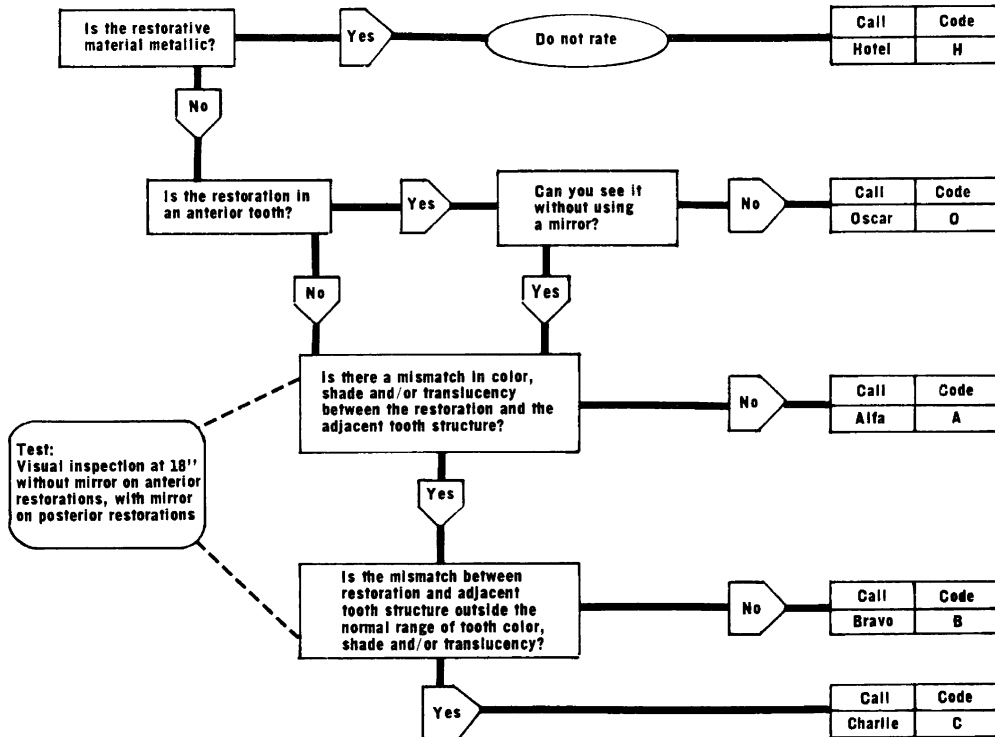 Is the restorative
material metallic?
Yes
Do not rate
Call Code
Hotel H
No
Is the restoration in
an anterior tooth?
Yes
Can you see it
without using
a mirror?
No
Call Code
Oscar O
No
Yes
Is there a mismatch in color,
shade and/or translucency
between the restoration and the
adjacent tooth structure?
No
Call Code
Alfa A
Test:
Visual inspection at 18''
without mirror on anterior
restorations, with mirror
on posterior restorations
Yes
Is the mismatch between
restoration and adjacent
tooth structure outside the
normal range of tooth color,
shade and/or translucency?
No
Call Code
Bravo B
Yes
Call Code
Charlie C